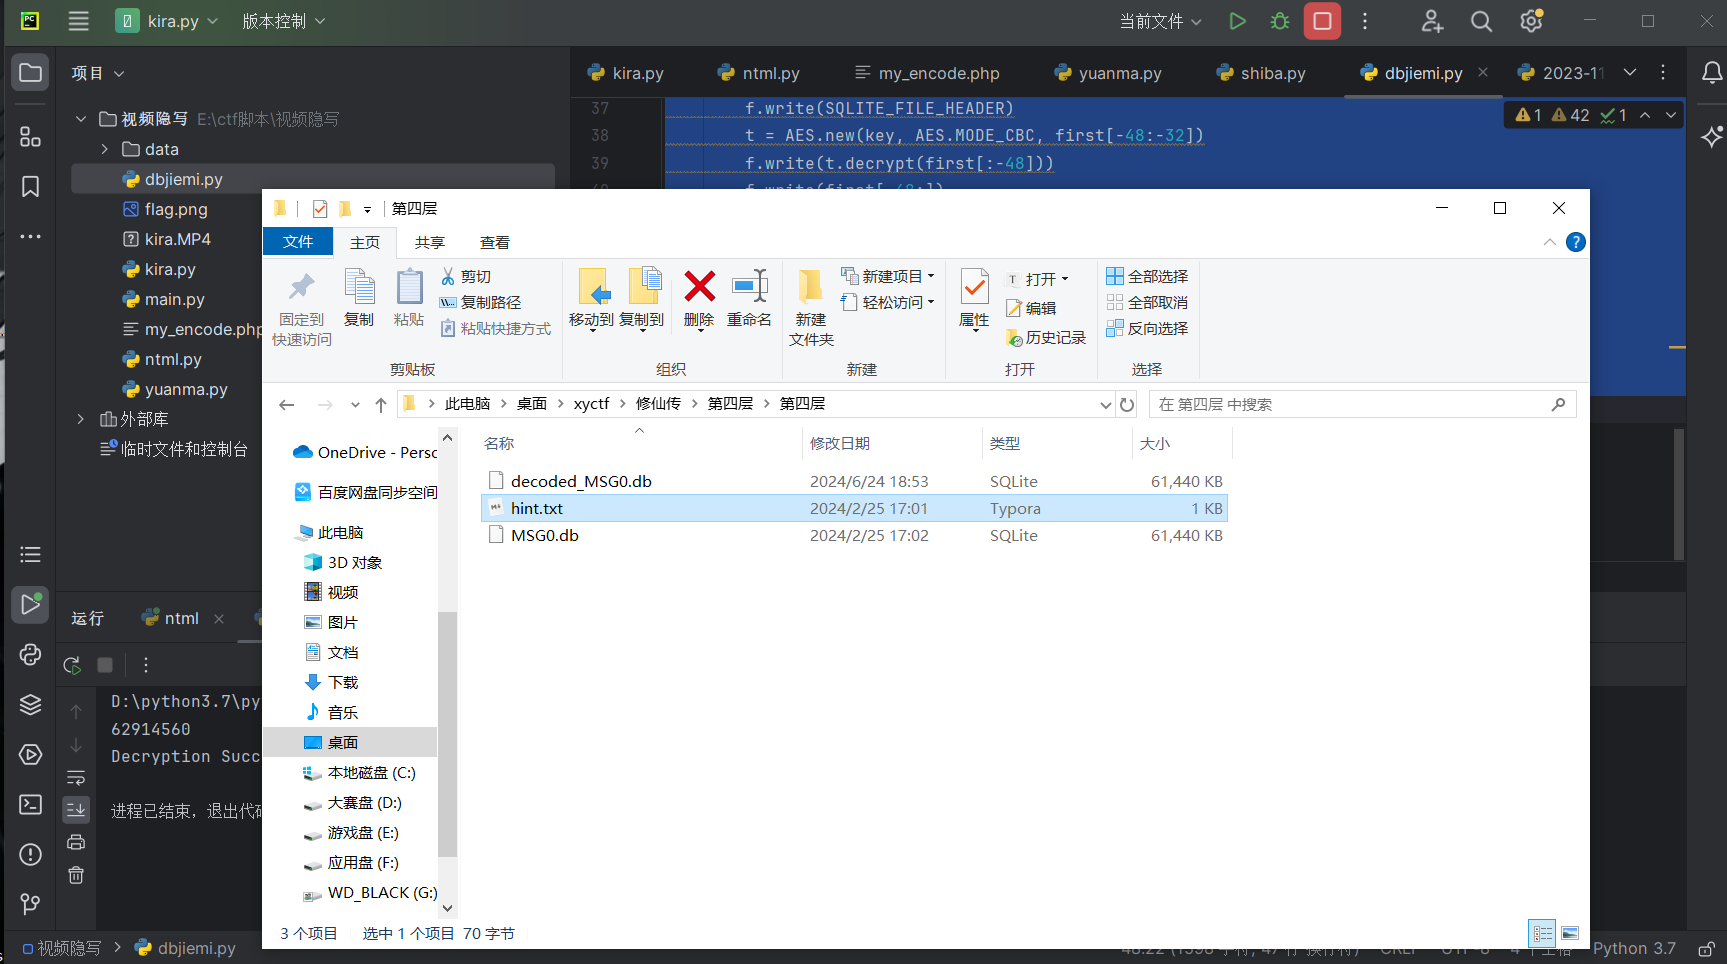 kira.py
版本控制
当前文件
项目
kira.py
ntml.py
my_encode.php
yuanma.py
shiba.py
dbjiemi.py
2023-11
视频隐写 E:\ctf脚本\视频隐写
data
dbjiemi.py
flag.png
kira.MP4
kira.py
main.py
my_encode.php
ntml.py
yuanma.py
外部库
临时文件和控制台
37 f.write(SQLITE_FILE_HEADER)
38 t = AES.new(key, AES.MODE_CBC, first[-48:-32])
39 f.write(t.decrypt(first[:-48]))
1 42 1
第四层
文件 主页 共享 查看
固定到快速访问
复制
粘贴
剪切
复制路径
粘贴快捷方式
剪贴板
移动到
复制到
删除
重命名
组织
新建文件夹
新建项目
轻松访问
新建
属性
打开
编辑
历史记录
打开
全部选择
全部取消
反向选择
选择
此电脑 桌面 xyctf 修仙传 第四层 第四层
在 第四层 中搜索
OneDrive - Perso
百度网盘同步空间
此电脑
3D 对象
视频
图片
文档
下载
音乐
桌面
本地磁盘 (C:)
大赛盘 (D:)
游戏盘 (E:)
应用盘 (F:)
WD_BLACK (G:)
名称 修改日期 类型 大小
decoded_MSG0.db 2024/6/24 18:53 SQLite 61,440 KB
hint.txt 2024/2/25 17:01 Typora 1 KB
MSG0.db 2024/2/25 17:02 SQLite 61,440 KB
3 个项目 选中 1 个项目 70 字节
运行 ntml
D:\python3.7\py
62914560
Decryption Succ
进程已结束，退出代码
视频隐写 dbjiemi.py
Python 3.7